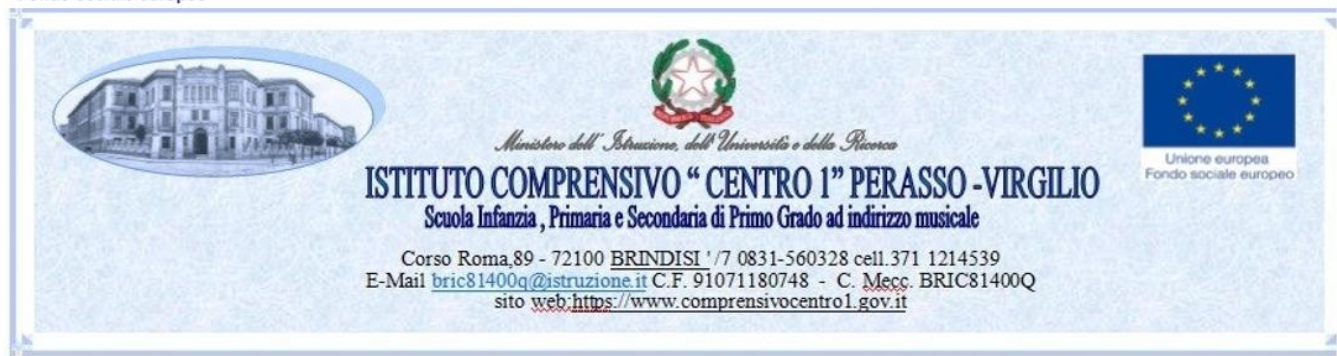 Ministero dell' Istruzione, dell' Università e della Ricerca
ISTITUTO COMPRENSIVO " CENTRO 1" PERASSO -VIRGILIO
Scuola Infanzia , Primaria e Secondaria di Primo Grado ad indirizzo musicale
Unione europea
Fondo sociale europeo
Corso Roma,89 - 72100 BRINDISI '/7 0831-560328 cell.371 1214539
E-Mail bric81400q@istruzione.it C.F. 91071180748 - C. Mecc. BRIC81400Q
sito web:https://www.comprensivocentro1.gov.it